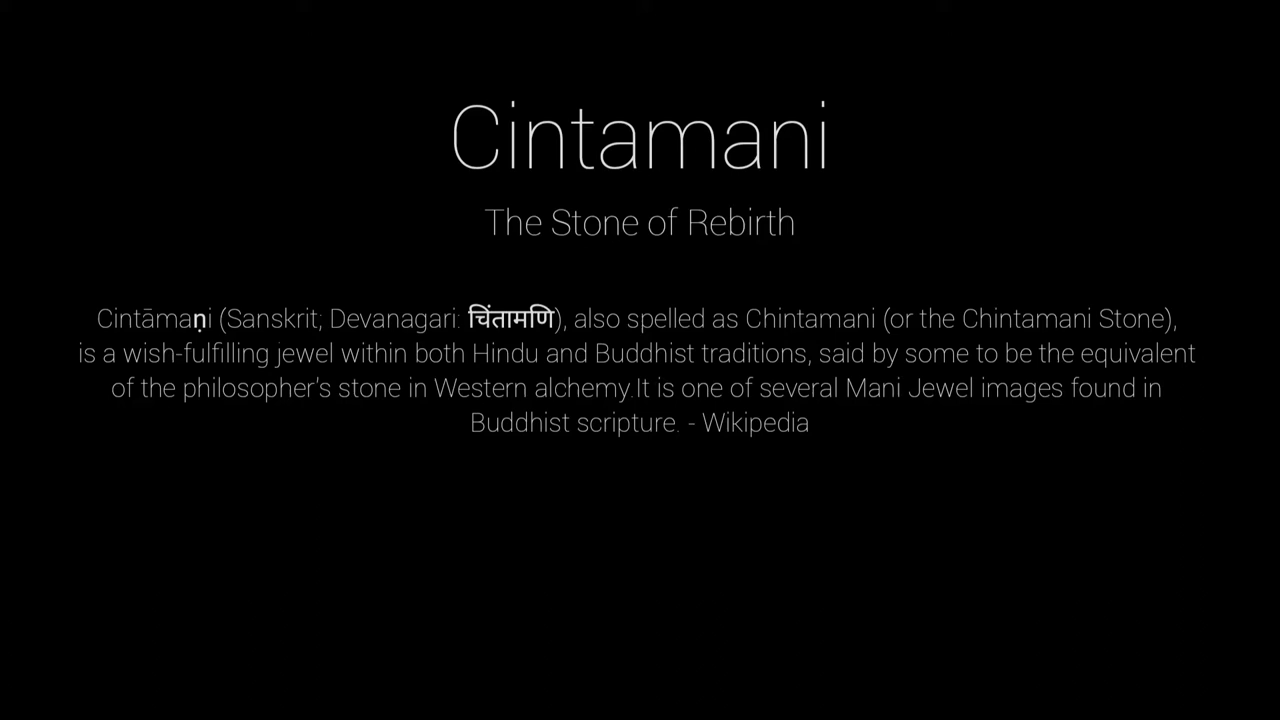 Cintamani
The Stone of Rebirth
Cintāmaṇi (Sanskrit; Devanagari: चिंतामणि), also spelled as Chintamani (or the Chintamani Stone),
is a wish-fulfilling jewel within both Hindu and Buddhist traditions, said by some to be the equivalent
of the philosopher's stone in Western alchemy.It is one of several Mani Jewel images found in
Buddhist scripture. - Wikipedia